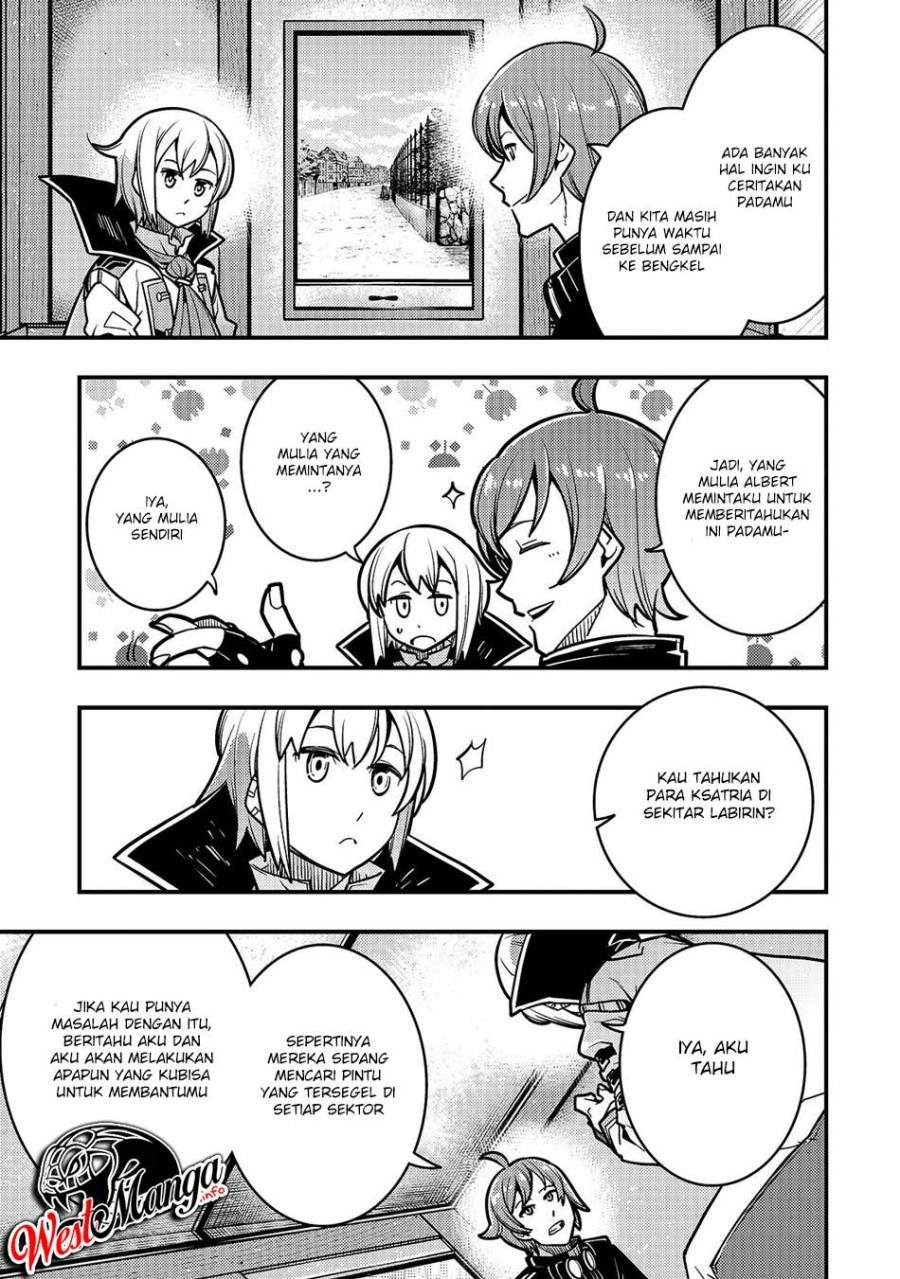 ADA BANYAK
HAL INGIN KU
CERITAKAN
PADAMU
DAN KITA MASIH
PUNYA WAKTU
SEBELUM SAMPAI
KE BENGKEL
JADI, YANG
MULIA ALBERT
MEMINTAKU UNTUK
MEMBERITAHUKAN
INI PADAMU-
YANG
MULIA YANG
MEMINTANYA
...?
IYA,
YANG MULIA
SENDIRI
KAU TAHUKAN
PARA KSATRIA DI
SEKITAR LABIRIN?
IYA, AKU
TAHU
SEPERTINYA
MEREKA SEDANG
MENCARI PINTU
YANG TERSEGEL DI
SETIAP SEKTOR
JIKA KAU PUNYA
MASALAH DENGAN ITU,
BERITAHU AKU DAN
AKU AKAN MELAKUKAN
APAPUN YANG KUBISA
UNTUK MEMBANTUMU
WestManga
.info